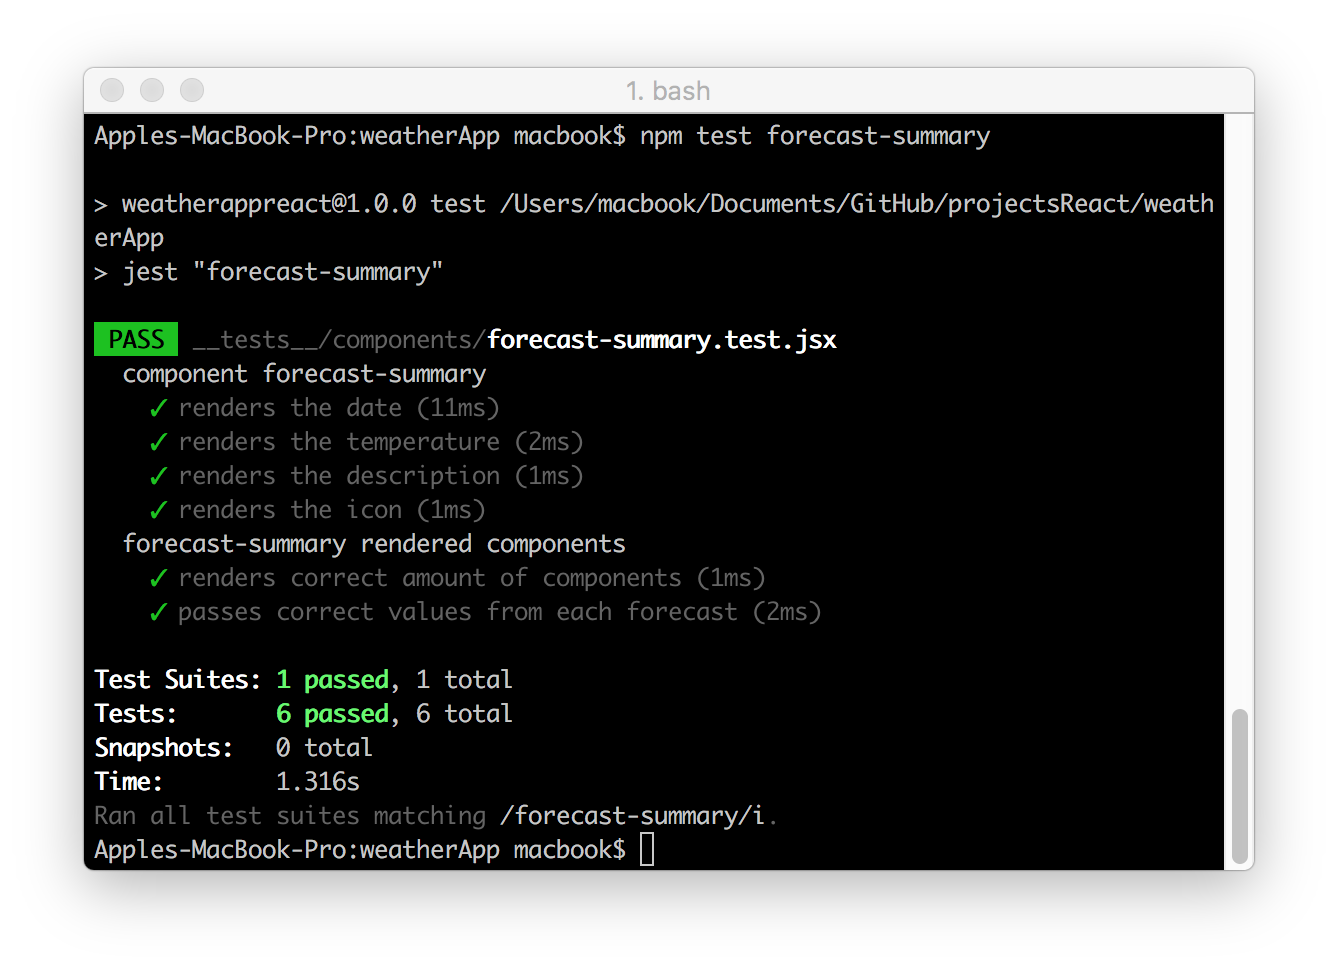 1. bash
Apples-MacBook-Pro:weatherApp macbook$ npm test forecast-summary
> weatherappreact@1.0.0 test /Users/macbook/Documents/GitHub/projectsReact/weath
erApp
> jest "forecast-summary"
PASS __tests__/components/forecast-summary.test.jsx
component forecast-summary
✓ renders the date (11ms)
✓ renders the temperature (2ms)
✓ renders the description (1ms)
✓ renders the icon (1ms)
forecast-summary rendered components
✓ renders correct amount of components (1ms)
✓ passes correct values from each forecast (2ms)
Test Suites: 1 passed, 1 total
Tests: 6 passed, 6 total
Snapshots: 0 total
Time: 1.316s
Ran all test suites matching /forecast-summary/i.
Apples-MacBook-Pro:weatherApp macbook$